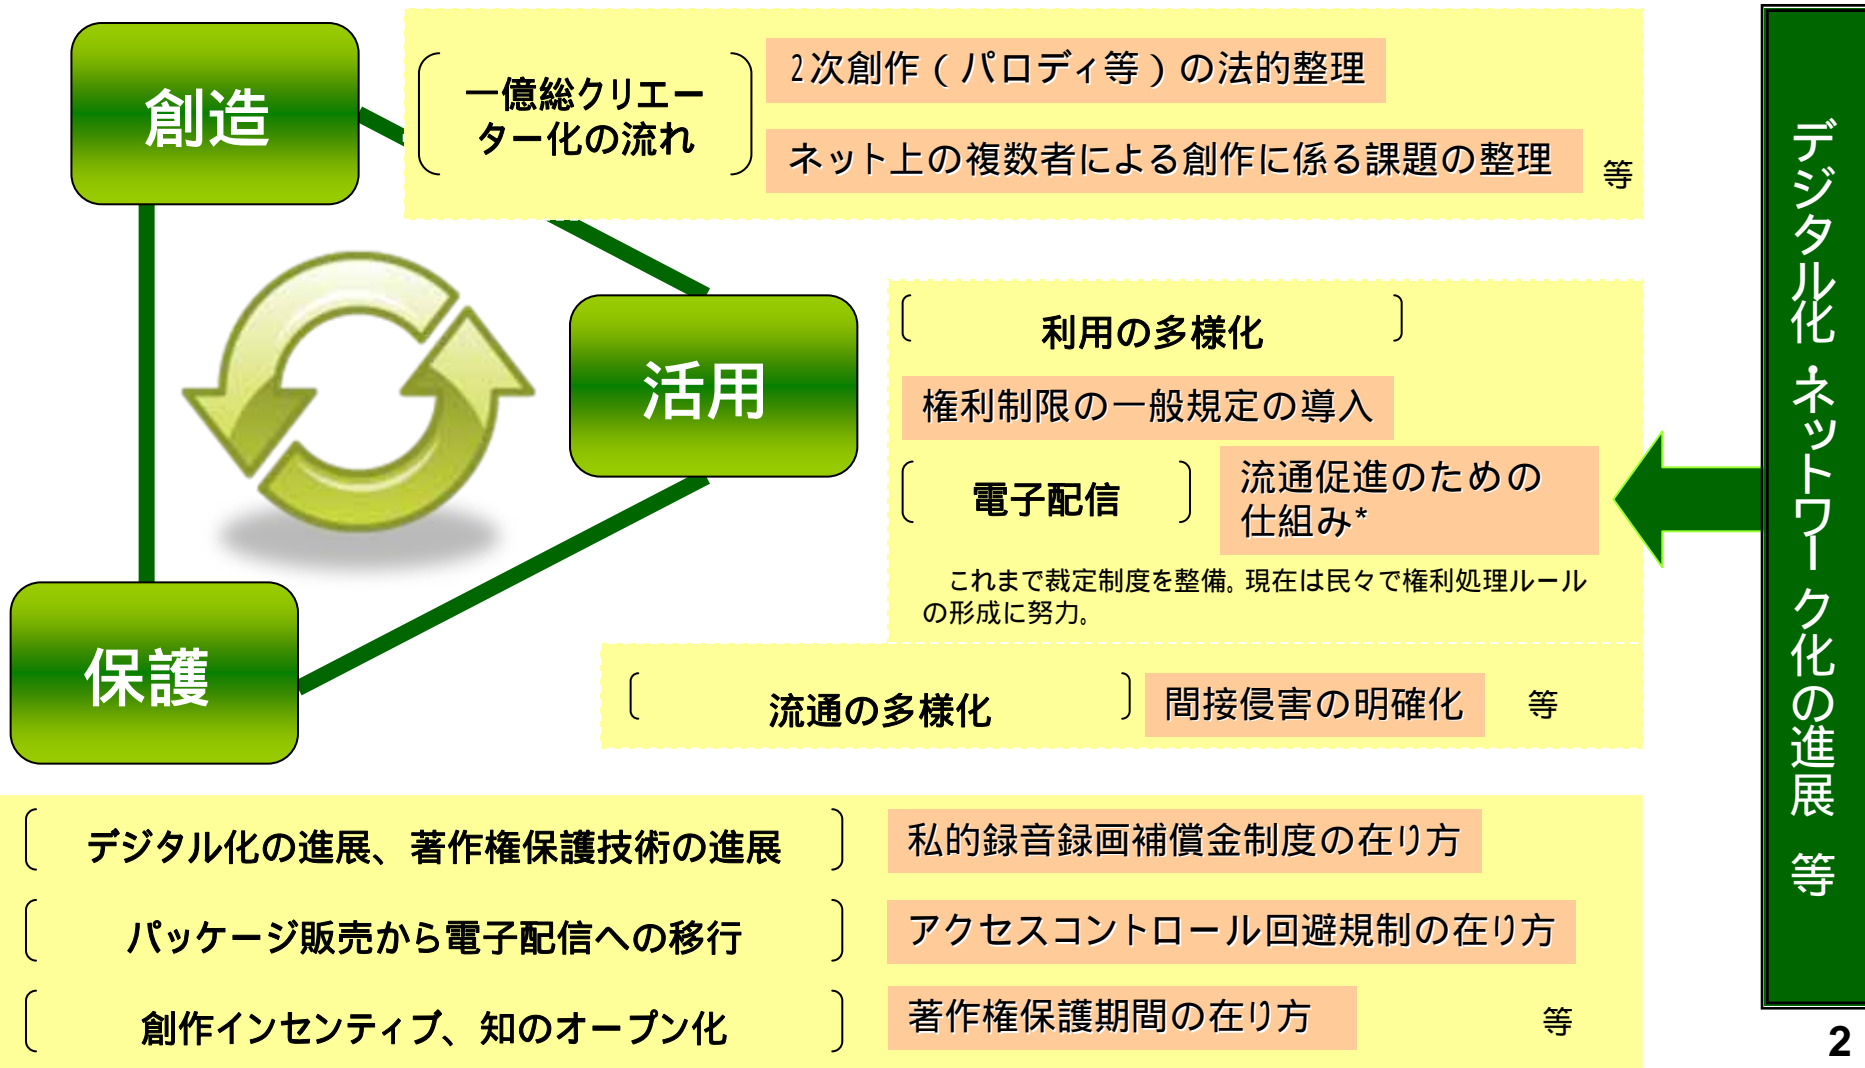 創造
一億総クリエー
ター化の流れ
2次創作（パロディ等）の法的整理
ネット上の複数者による創作に係る課題の整理
等
活用
利用の多様化
権利制限の一般規定の導入
電子配信
流通促進のための
仕組み*
これまで裁定制度を整備。現在は民々で権利処理ルール
の形成に努力。
保護
流通の多様化
間接侵害の明確化
等
デジタル化の進展、著作権保護技術の進展
私的録音録画補償金制度の在り方
パッケージ販売から電子配信への移行
アクセスコントロール回避規制の在り方
創作インセンティブ、知のオープン化
著作権保護期間の在り方
等
デジタル化 ネットワーク化の進展 等
2